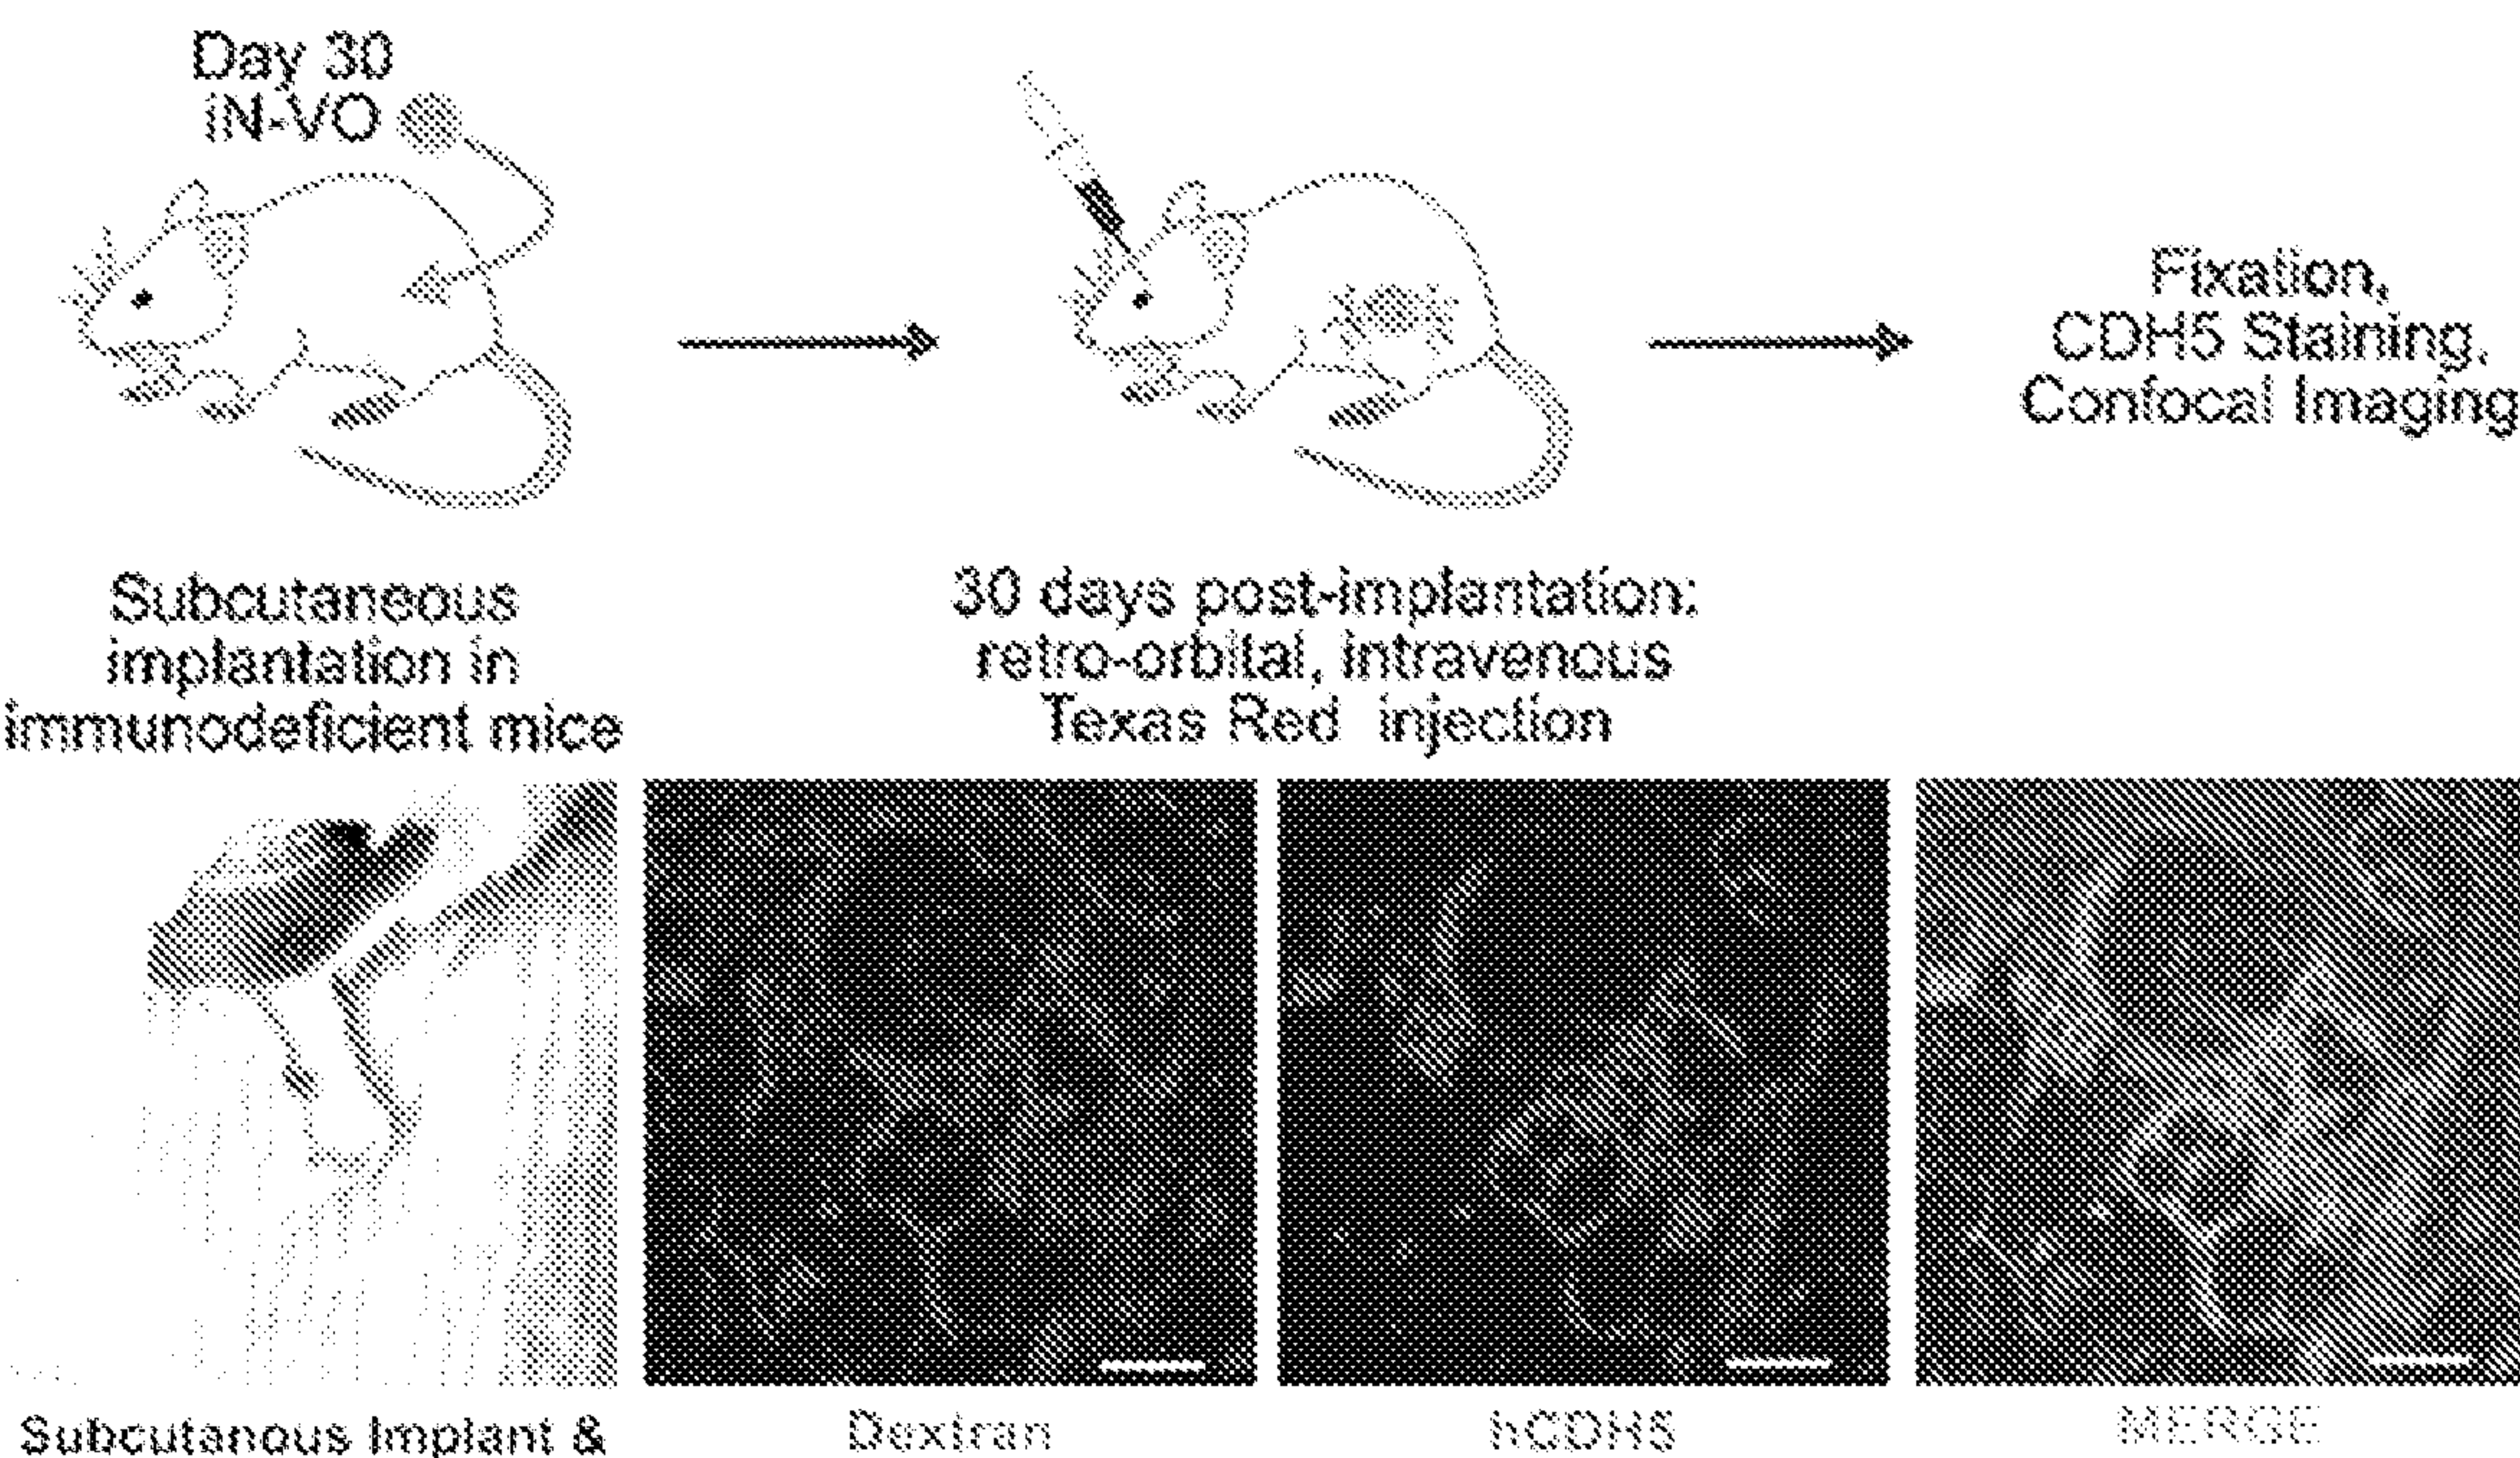 Day 30
iN-VO
Fixation,
CDH5 Staining,
Confocal Imaging
Subcutaneous
implantation in
immunodeficient mice
30 days post-implantation:
retro-orbital, intravenous
Texas Red injection
Subcutanous Implant &
Dextran
hCDH5
MERGE